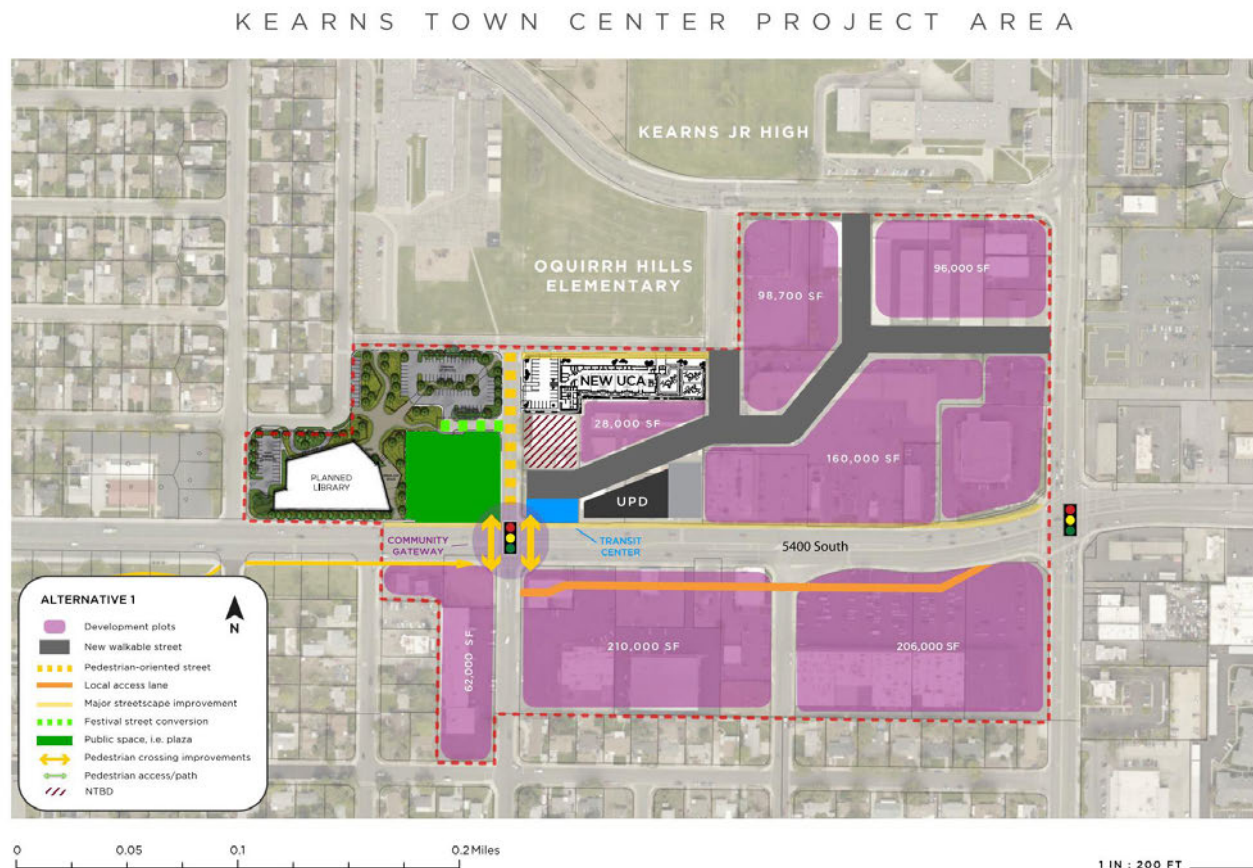 KEARNS TOWN CENTER PROJECT AREA
KEARNS JR HIGH
OQUIRRH HILLS
ELEMENTARY
96,000 SF
98,700 SF
NEW UCA
28,000 SF
160,000 SF
PLANNED
LIBRARY
UPD
COMMUNITY
GATEWAY
TRANSIT
CENTER
5400 South
62,000 SF
210,000 SF
206,000 SF
ALTERNATIVE 1
N
Development plots
New walkable street
Pedestrian-oriented street
Local access lane
Major streetscape improvement
Festival street conversion
Public space, i.e. plaza
Pedestrian crossing improvements
Pedestrian access/path
NTBD
0 0.05 0.1 0.2 Miles
1 IN : 200 FT